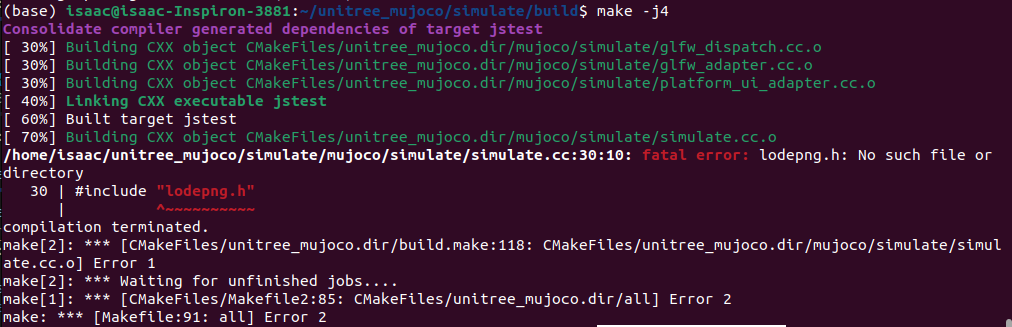 (base) isaac@isaac-Inspiron-3881:~/unitree_mujoco/simulate/build$ make -j4
Consolidate compiler generated dependencies of target jstest
[ 30%] Building CXX object CMakeFiles/unitree_mujoco.dir/mujoco/simulate/glfw_dispatch.cc.o
[ 30%] Building CXX object CMakeFiles/unitree_mujoco.dir/mujoco/simulate/glfw_adapter.cc.o
[ 30%] Building CXX object CMakeFiles/unitree_mujoco.dir/mujoco/simulate/platform_ui_adapter.cc.o
[ 40%] Linking CXX executable jstest
[ 60%] Built target jstest
[ 70%] Building CXX object CMakeFiles/unitree_mujoco.dir/mujoco/simulate/simulate.cc.o
/home/isaac/unitree_mujoco/simulate/mujoco/simulate/simulate.cc:30:10: fatal error: lodepng.h: No such file or
directory
   30 | #include "lodepng.h"
      |          ^~~~~~~~~~~
compilation terminated.
make[2]: *** [CMakeFiles/unitree_mujoco.dir/build.make:118: CMakeFiles/unitree_mujoco.dir/mujoco/simulate/simul
ate.cc.o] Error 1
make[2]: *** Waiting for unfinished jobs....
make[1]: *** [CMakeFiles/Makefile2:85: CMakeFiles/unitree_mujoco.dir/all] Error 2
make: *** [Makefile:91: all] Error 2